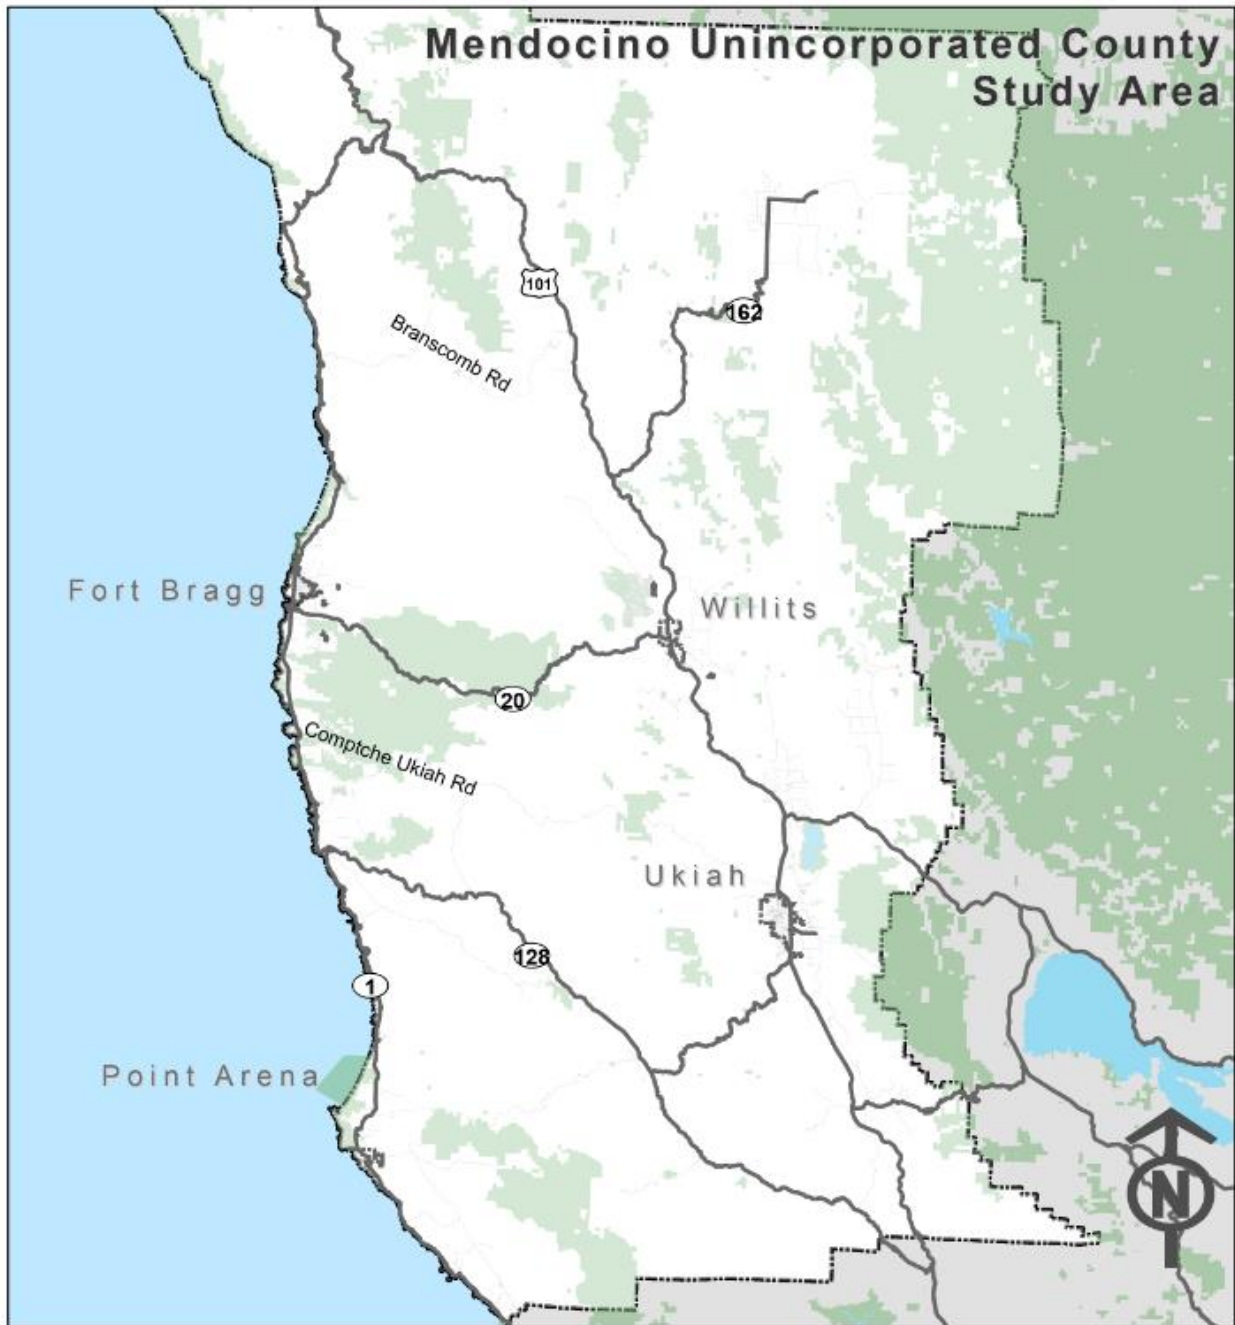 Mendocino Unincorporated County
Study Area
101
162
Branscomb Rd
Fort Bragg
Willits
20
Comptche Ukiah Rd
Ukiah
128
1
Point Arena
N